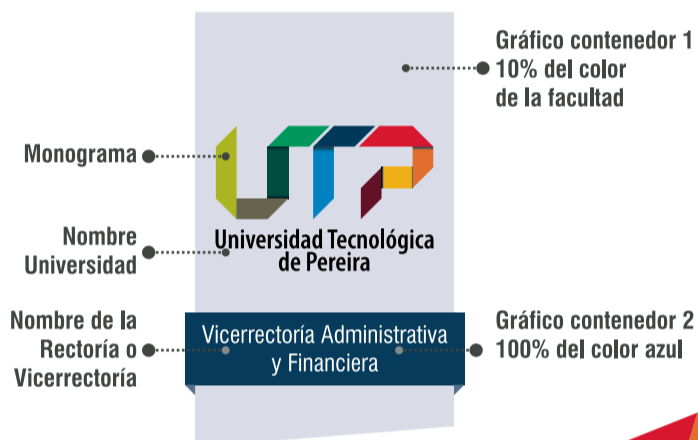 Gráfico contenedor 1
10% del color
de la facultad
Monograma
UTP
Nombre
Universidad
Universidad Tecnológica
de Pereira
Nombre de la
Rectoría o
Vicerrectoría
Vicerrectoría Administrativa
y Financiera
Gráfico contenedor 2
100% del color azul